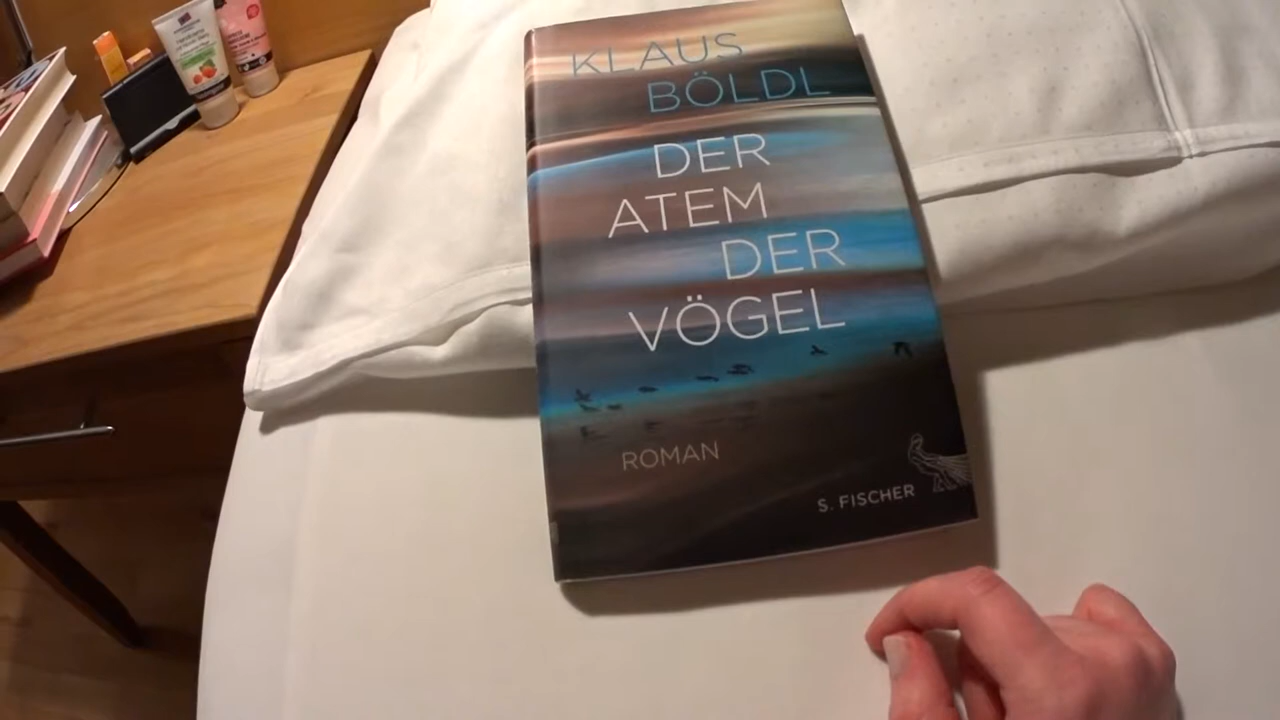 KLAUS
BÖLDL
DER
ATEM
DER
VÖGEL
ROMAN
S. FISCHER